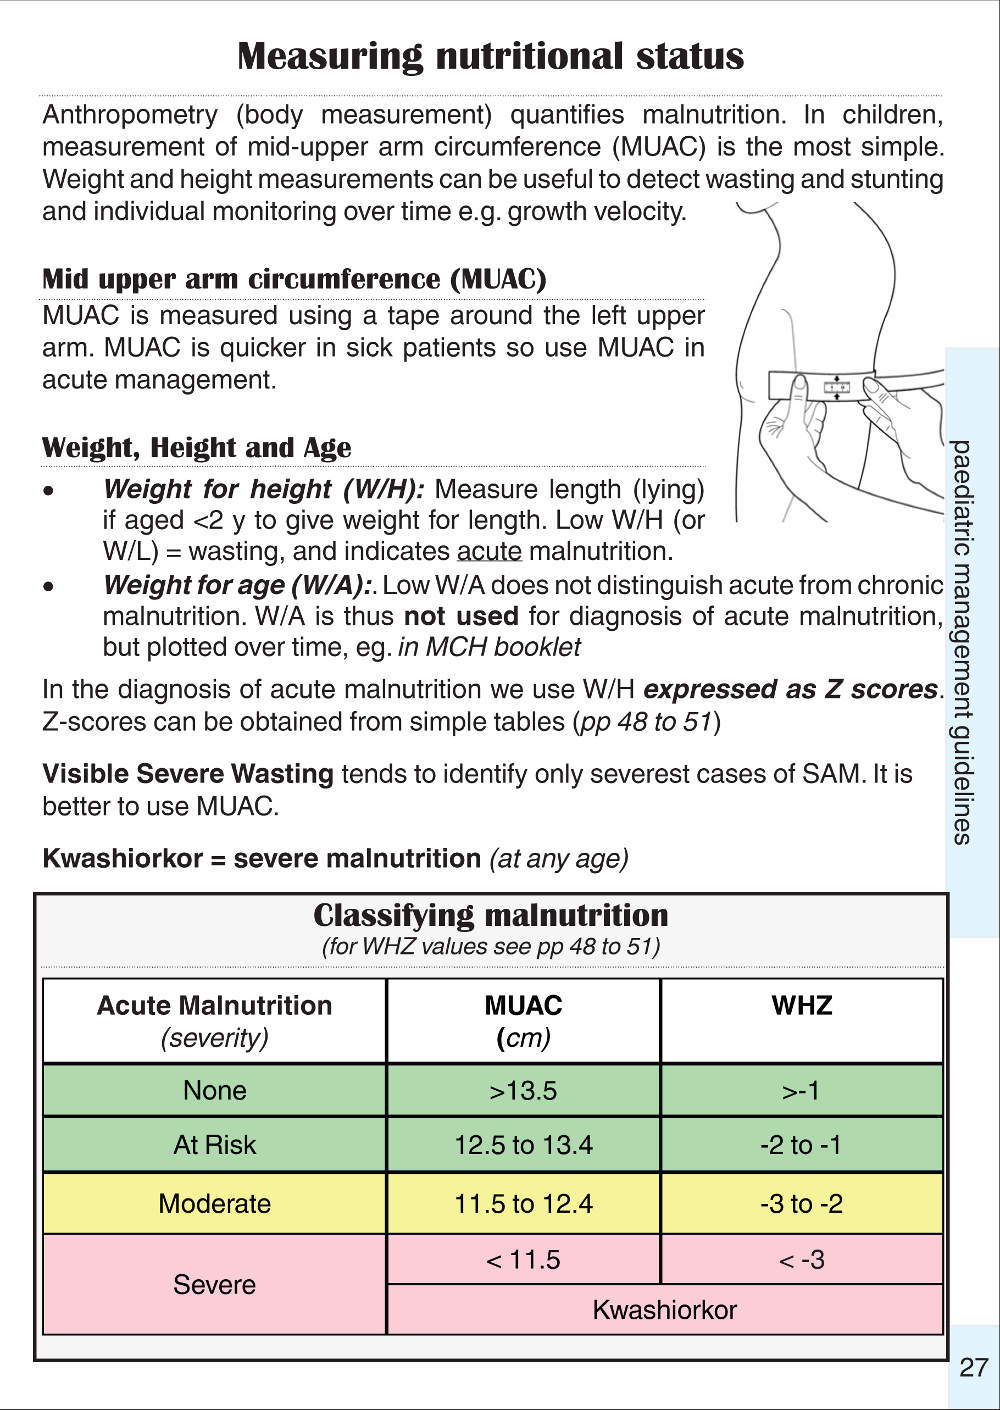 Measuring nutritional status
Anthropometry (body measurement) quantifies malnutrition. In children,
measurement of mid-upper arm circumference (MUAC) is the most simple.
Weight and height measurements can be useful to detect wasting and stunting
and individual monitoring over time e.g. growth velocity.
Mid upper arm circumference (MUAC)
MUAC is measured using a tape around the left upper
arm. MUAC is quicker in sick patients so use MUAC in
acute management.
Weight, Height and Age
• Weight for height (W/H): Measure length (lying)
if aged <2 y to give weight for length. Low W/H (or
W/L) = wasting, and indicates acute malnutrition.
• Weight for age (W/A):. Low W/A does not distinguish acute from chronic
malnutrition. W/A is thus not used for diagnosis of acute malnutrition,
but plotted over time, eg. in MCH booklet
In the diagnosis of acute malnutrition we use W/H expressed as Z scores.
Z-scores can be obtained from simple tables (pp 48 to 51)
Visible Severe Wasting tends to identify only severest cases of SAM. It is
better to use MUAC.
Kwashiorkor = severe malnutrition (at any age)
Classifying malnutrition
(for WHZ values see pp 48 to 51)
Acute Malnutrition MUAC WHZ
(severity) (cm)
None >13.5 >-1
At Risk 12.5 to 13.4 -2 to -1
Moderate 11.5 to 12.4 -3 to -2
Severe < 11.5 < -3
Kwashiorkor
paediatric management guidelines
27